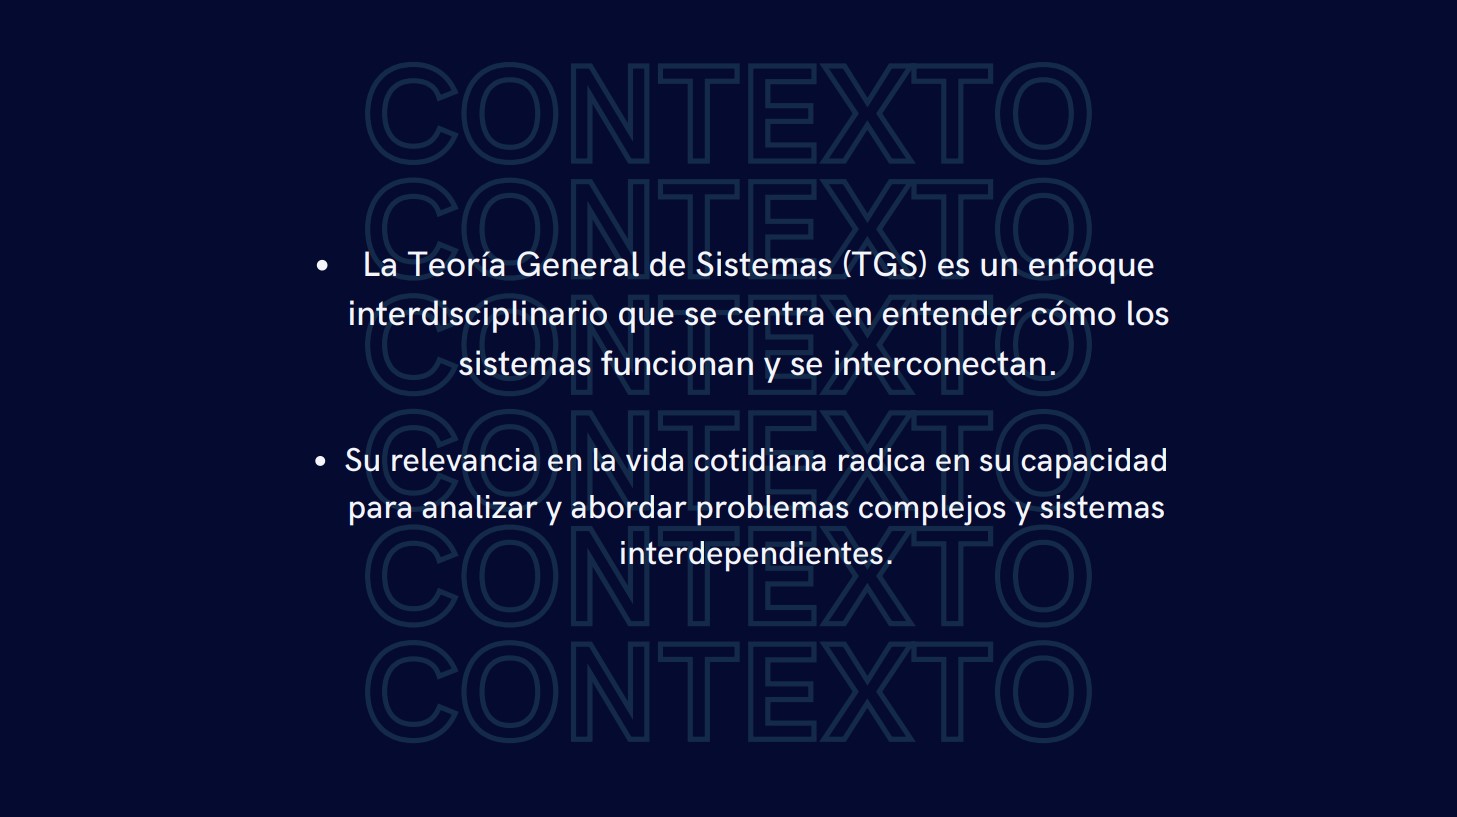 CONTEXTO
CONTEXTO
• La Teoría General de Sistemas (TGS) es un enfoque
interdisciplinario que se centra en entender cómo los
CONTEXTO
sistemas funcionan y se interconectan.
CONTEXTO
• Su relevancia en la vida cotidiana radica en su capacidad
para analizar y abordar problemas complejos y sistemas
interdependientes.
CONTEXTO
CONTEXTO